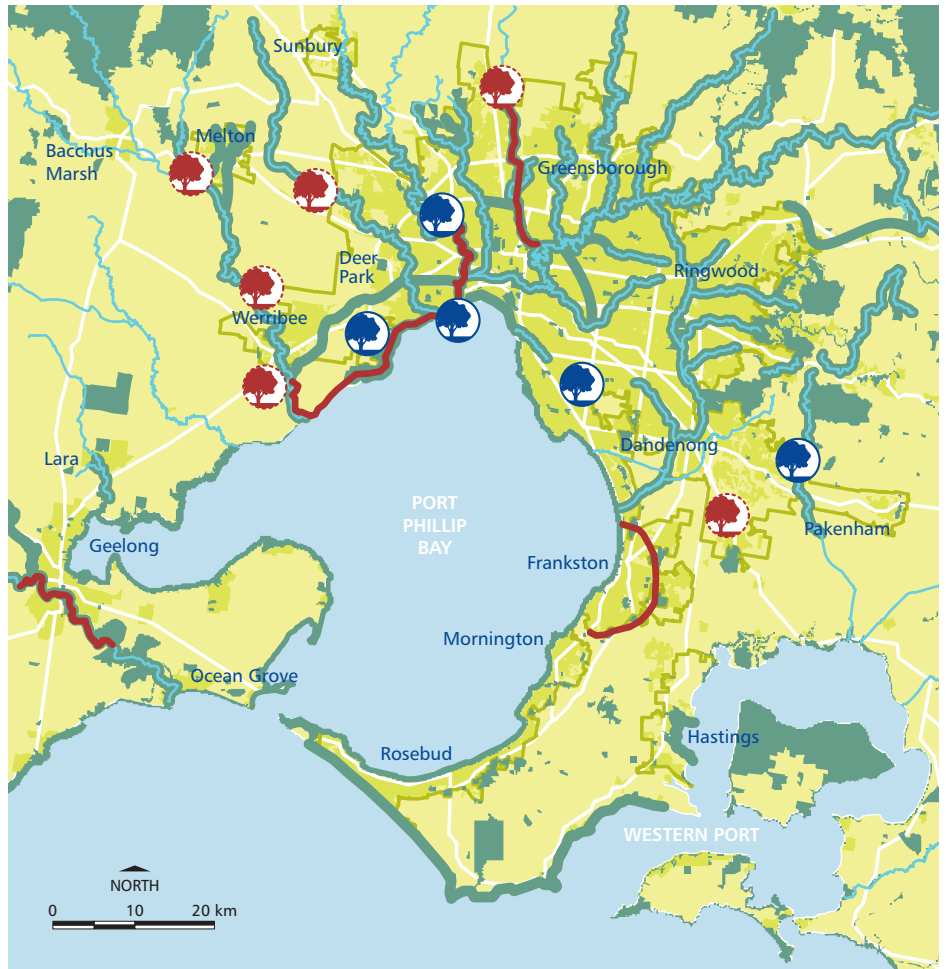 Sunbury
Melton
Bacchus
Marsh
Greensborough
Deer
Park
Ringwood
Werribee
Dandenong
Lara
PORT
PHILLIP
BAY
Pakenham
Geelong
Frankston
Mornington
Ocean Grove
Hastings
Rosebud
WESTERN PORT
NORTH
0 10 20 km